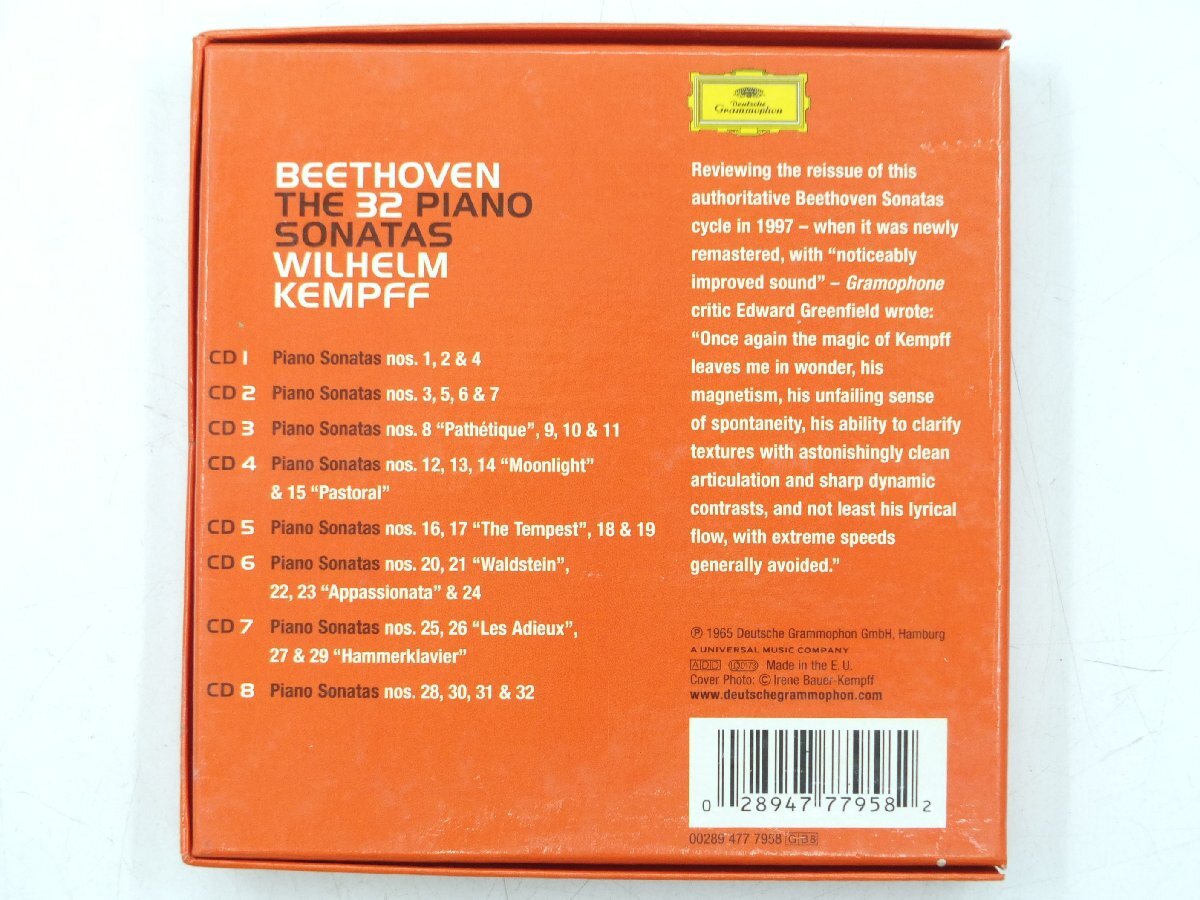 BEETHOVEN
THE 32 PIANO
SONATAS
WILHELM
KEMPFF
CD 1 Piano Sonatas nos. 1, 2 & 4
CD 2 Piano Sonatas nos. 3, 5, 6 & 7
CD 3 Piano Sonatas nos. 8 “Pathétique”, 9, 10 & 11
CD 4 Piano Sonatas nos. 12, 13, 14 “Moonlight”
& 15 “Pastoral”
CD 5 Piano Sonatas nos. 16, 17 “The Tempest”, 18 & 19
CD 6 Piano Sonatas nos. 20, 21 “Waldstein”,
22, 23 “Appassionata” & 24
CD 7 Piano Sonatas nos. 25, 26 “Les Adieux”,
27 & 29 “Hammerklavier”
CD 8 Piano Sonatas nos. 28, 30, 31 & 32
Deutsche
Grammophon
Reviewing the reissue of this
authoritative Beethoven Sonatas
cycle in 1997 – when it was newly
remastered, with “noticeably
improved sound” – Gramophone
critic Edward Greenfield wrote:
“Once again the magic of Kempff
leaves me in wonder, his
magnetism, his unfailing sense
of spontaneity, his ability to clarify
textures with astonishingly clean
articulation and sharp dynamic
contrasts, and not least his lyrical
flow, with extreme speeds
generally avoided.”
℗ 1965 Deutsche Grammophon GmbH, Hamburg
A UNIVERSAL MUSIC COMPANY
ADD LC 0173 Made in the E. U.
Cover Photo: © Irene Bauer-Kempff
www.deutschegrammophon.com
0 28947 77958 2
00289 477 7958 G B 8